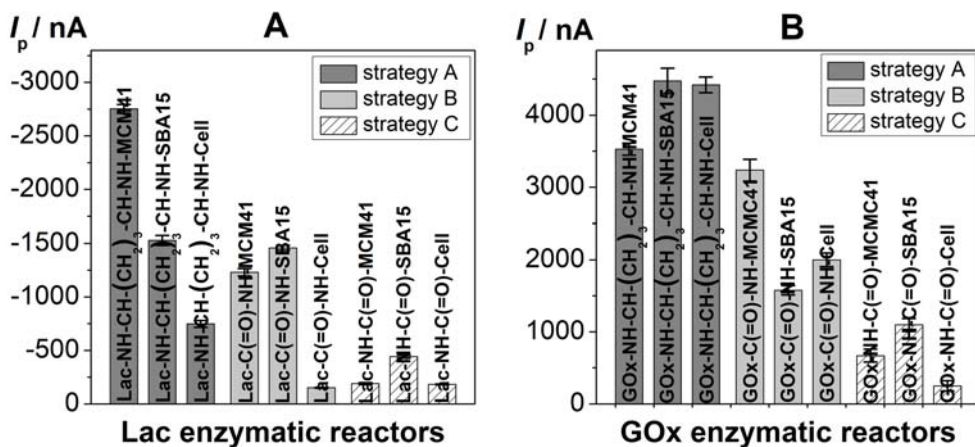 I_p / nA
A
-3000
-2500
-2000
-1500
-1000
-500
0
strategy A
strategy B
strategy C
Lac-NH-CH-(CH2)3-CH-NH-MCM41
Lac-NH-CH-(CH2)3-CH-NH-SBA15
Lac-NH-CH-(CH2)3-CH-NH-Cell
Lac-C(=O)-NH-MCM41
Lac-C(=O)-NH-SBA15
Lac-C(=O)-NH-Cell
Lac-NH-C(=O)-MCM41
Lac-NH-C(=O)-SBA15
Lac-NH-C(=O)-Cell
Lac enzymatic reactors
I_p / nA
B
4000
3000
2000
1000
0
strategy A
strategy B
strategy C
GOx-NH-CH-(CH2)3-CH-NH-MCM41
GOx-NH-CH-(CH2)3-CH-NH-SBA15
GOx-NH-CH-(CH2)3-CH-NH-Cell
GOx-C(=O)-NH-MCM41
GOx-C(=O)-NH-SBA15
GOx-C(=O)-NH-Cell
GOx-NH-C(=O)-MCMC41
GOx-NH-C(=O)-SBA15
GOx-NH-C(=O)-Cell
GOx enzymatic reactors